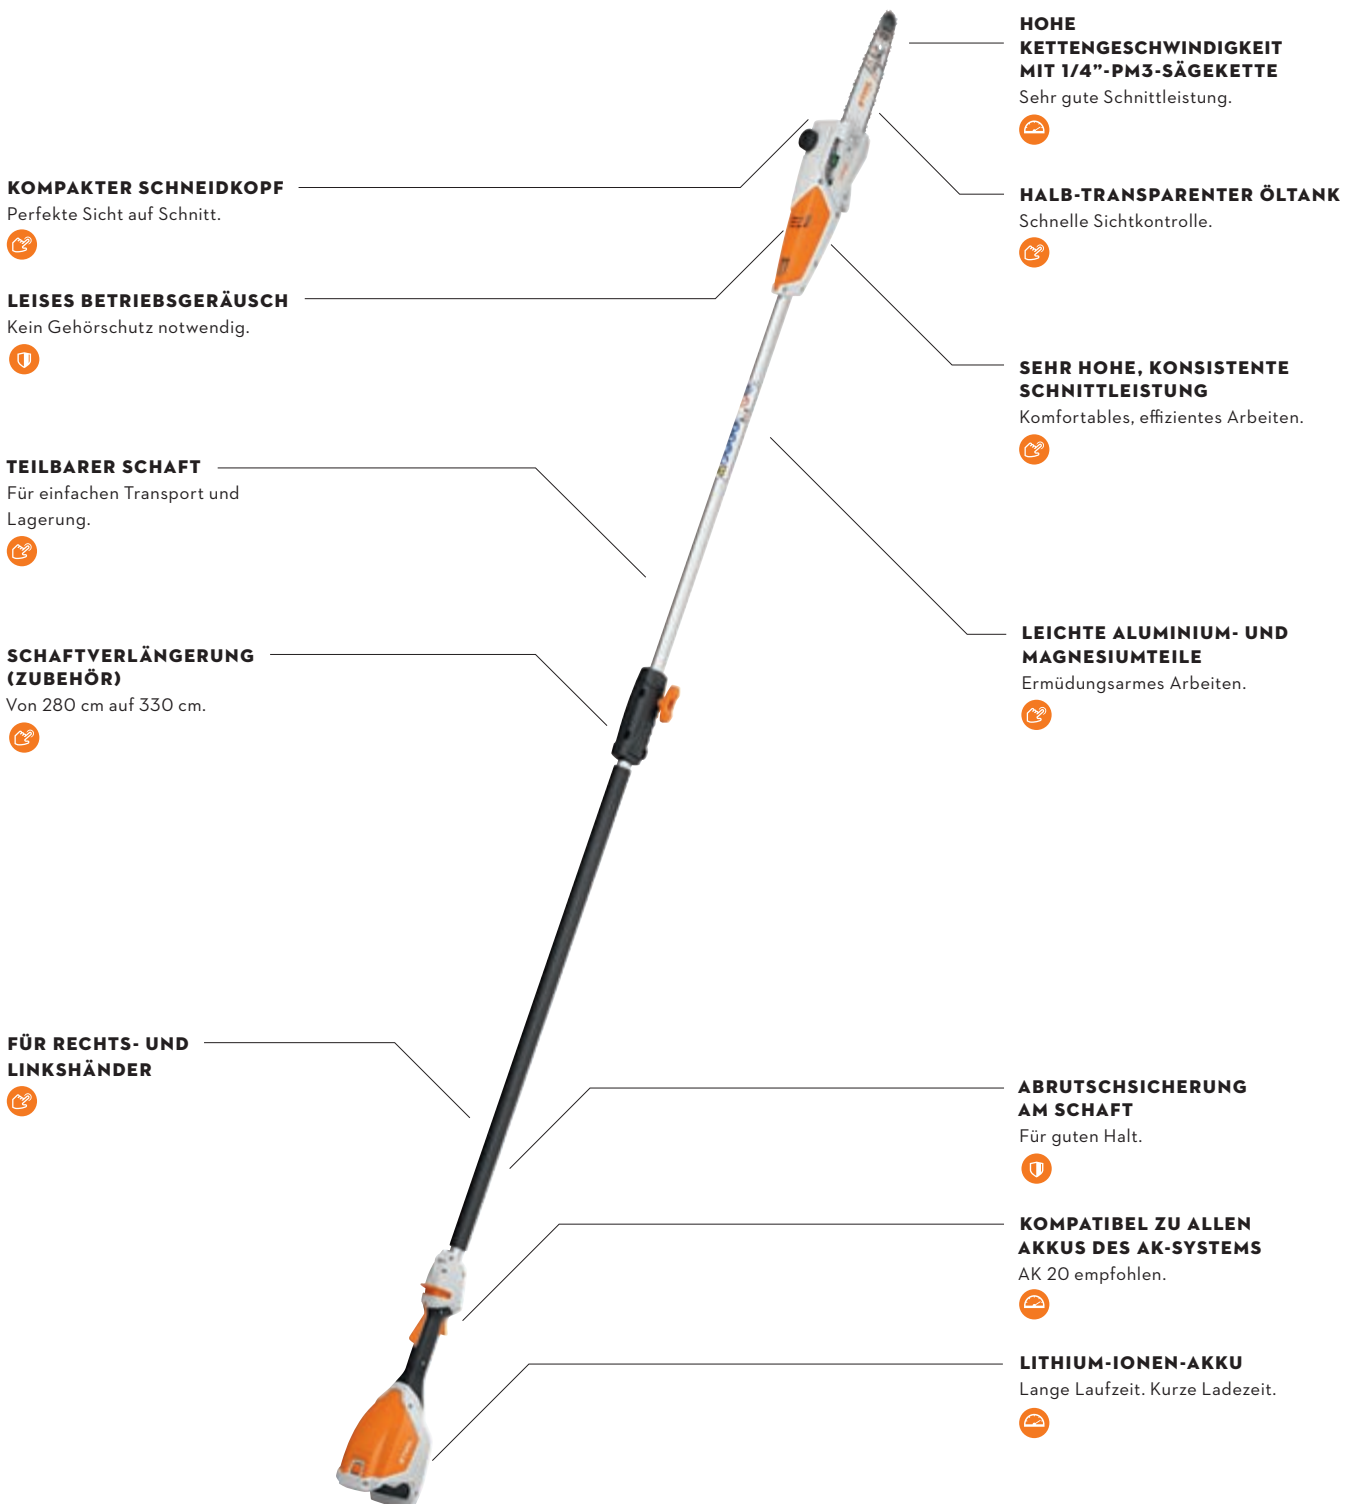 HOHE
KETTENGESCHWINDIGKEIT
MIT 1/4”-PM3-SÄGEKETTE
Sehr gute Schnittleistung.
KOMPAKTER SCHNEIDKOPF
Perfekte Sicht auf Schnitt.
HALB-TRANSPARENTER ÖLTANK
Schnelle Sichtkontrolle.
LEISES BETRIEBSGERÄUSCH
Kein Gehörschutz notwendig.
SEHR HOHE, KONSISTENTE
SCHNITTLEISTUNG
Komfortables, effizientes Arbeiten.
TEILBARER SCHAFT
Für einfachen Transport und
Lagerung.
LEICHTE ALUMINIUM- UND
MAGNESIUMTEILE
Ermüdungsarmes Arbeiten.
SCHAFTVERLÄNGERUNG
(ZUBEHÖR)
Von 280 cm auf 330 cm.
FÜR RECHTS- UND
LINKSHÄNDER
ABRUTSCHSICHERUNG
AM SCHAFT
Für guten Halt.
KOMPATIBEL ZU ALLEN
AKKUS DES AK-SYSTEMS
AK 20 empfohlen.
LITHIUM-IONEN-AKKU
Lange Laufzeit. Kurze Ladezeit.